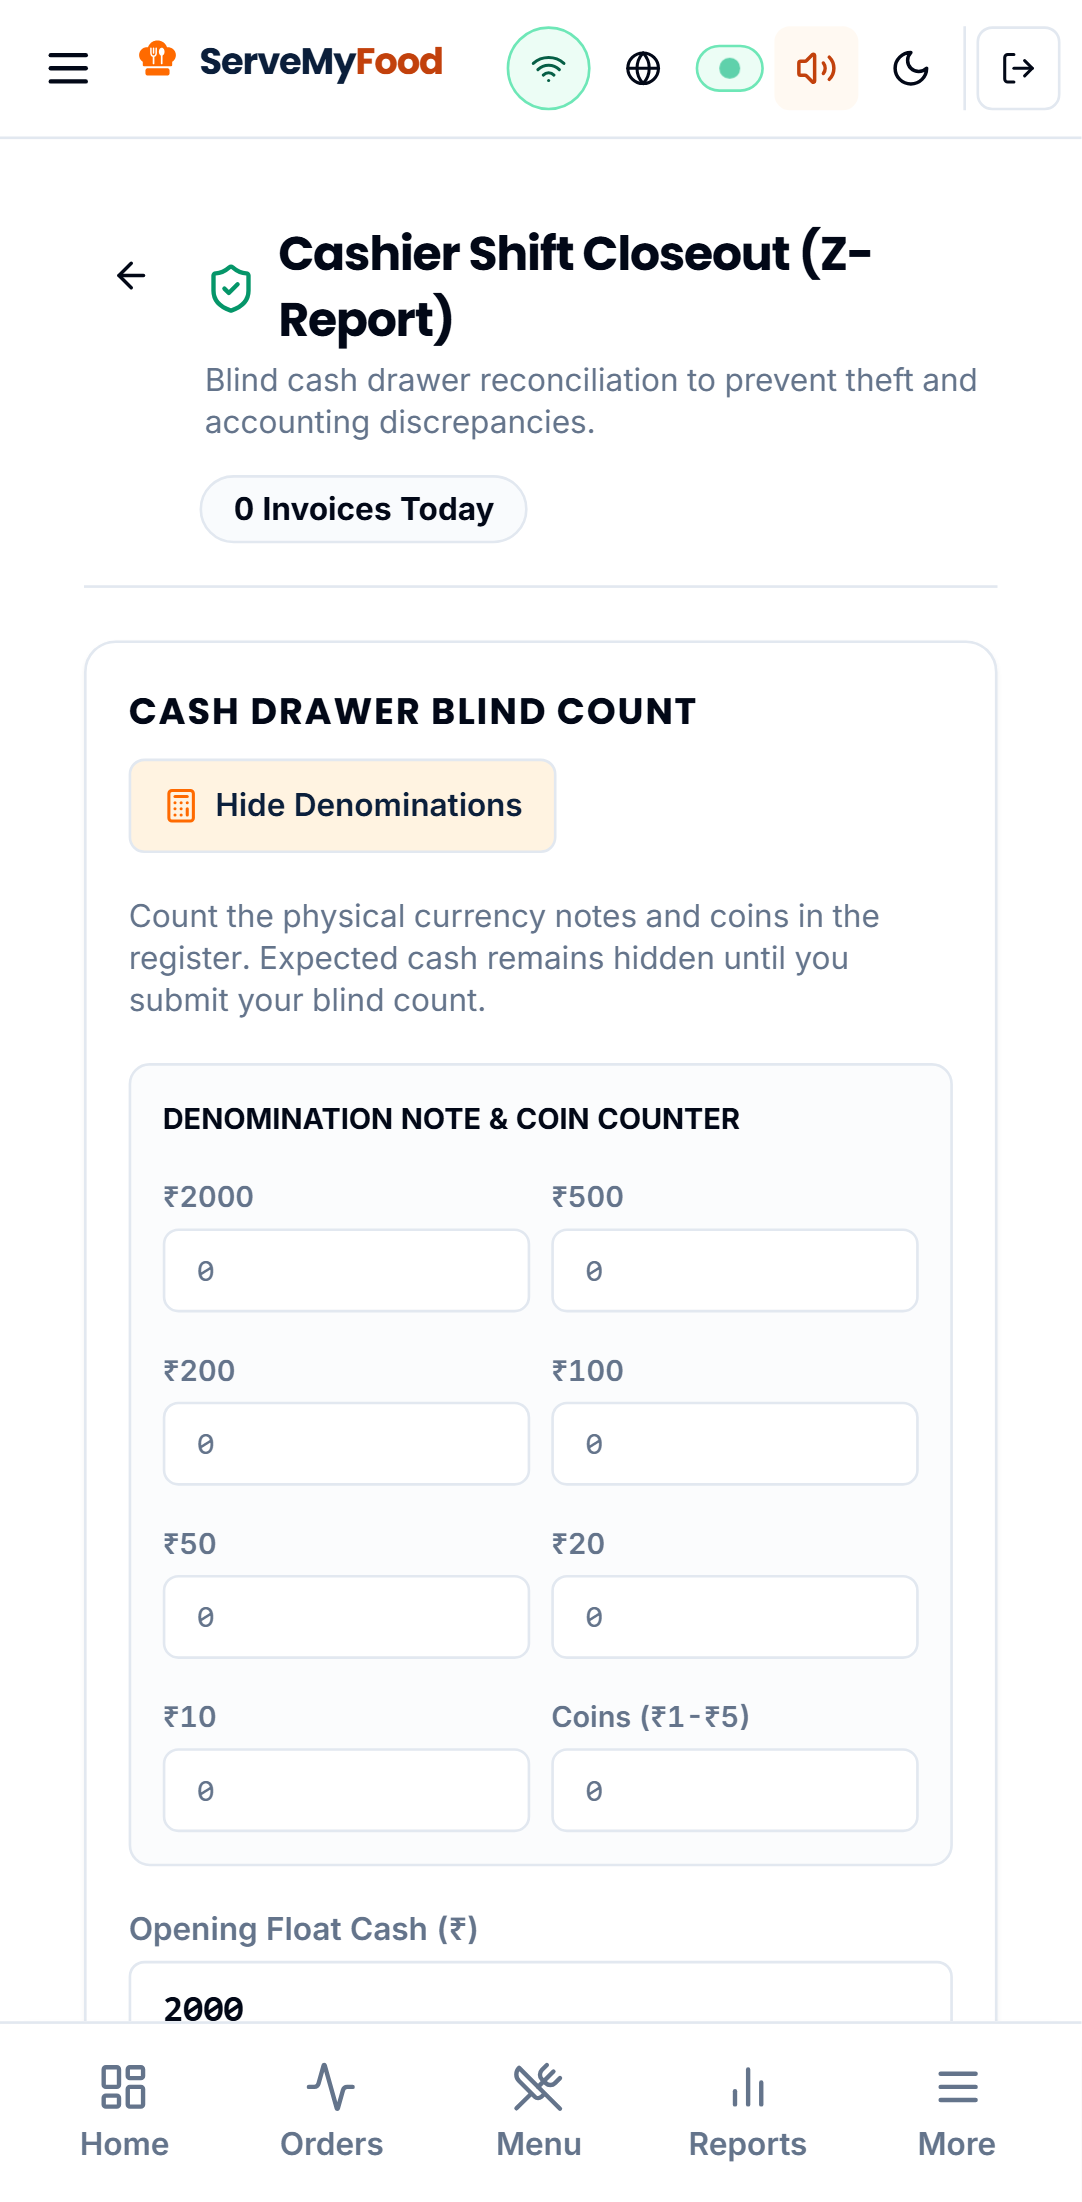 ServeMyFood
Cashier Shift Closeout (Z-
Report)
Blind cash drawer reconciliation to prevent theft and
accounting discrepancies.
0 Invoices Today
CASH DRAWER BLIND COUNT
Hide Denominations
Count the physical currency notes and coins in the
register. Expected cash remains hidden until you
submit your blind count.
DENOMINATION NOTE & COIN COUNTER
₹2000 ₹500
0 0
₹200 ₹100
0 0
₹50 ₹20
0 0
₹10 Coins (₹1-₹5)
0 0
Opening Float Cash (₹)
2000
Home Orders Menu Reports More